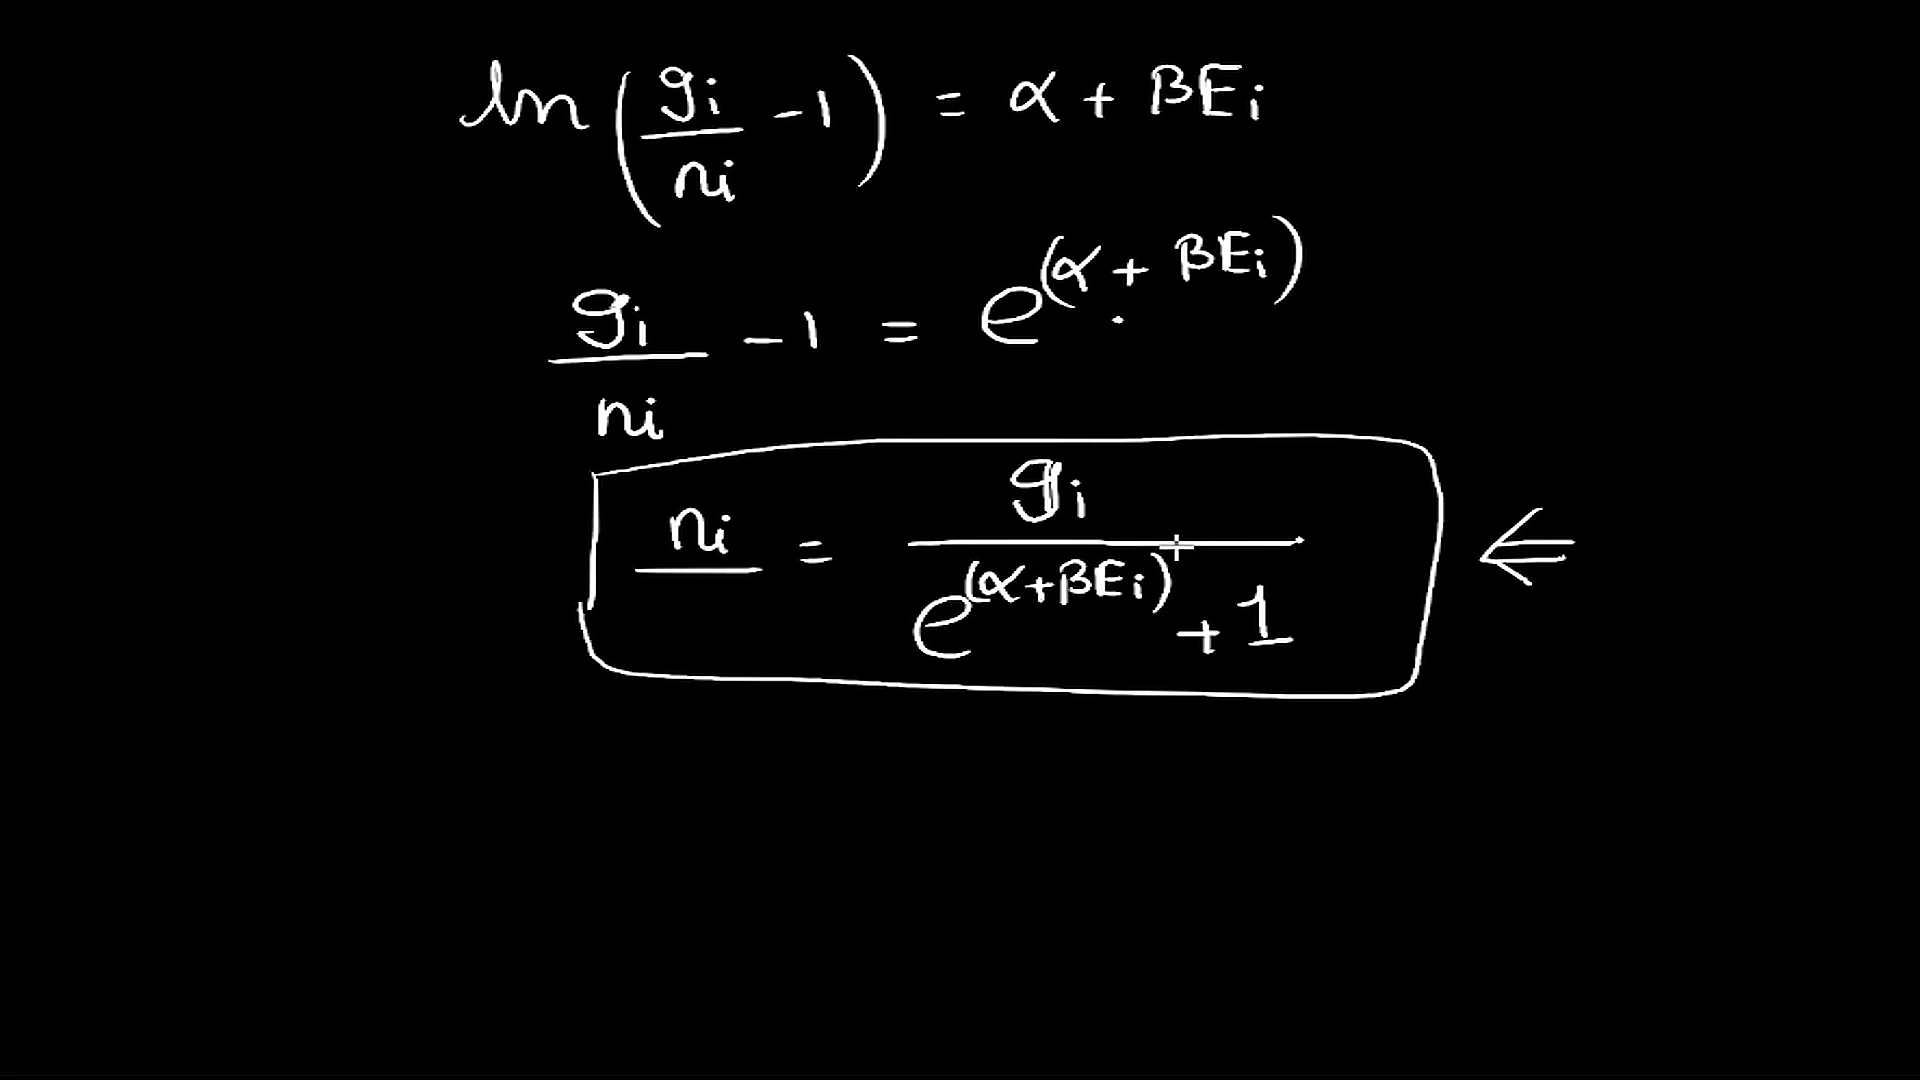 ln(gi/ni - 1) = α + βEi
gi/ni - 1 = e^(α + βEi)
ni = gi/(e^(α+βEi) + 1) ⇐